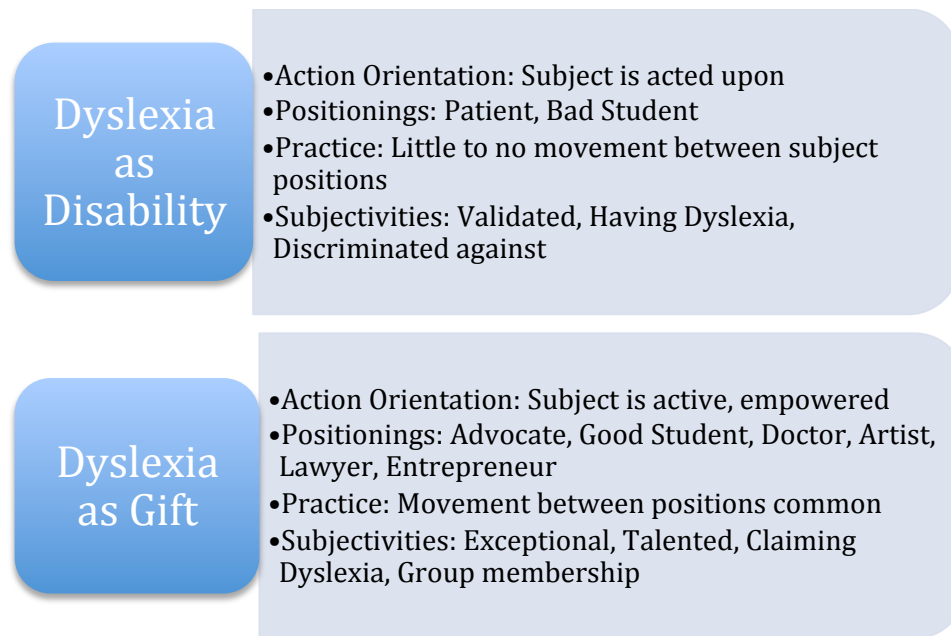 Dyslexia
as
Disability
•Action Orientation: Subject is acted upon
•Positionings: Patient, Bad Student
•Practice: Little to no movement between subject
positions
•Subjectivities: Validated, Having Dyslexia,
Discriminated against
Dyslexia
as Gift
•Action Orientation: Subject is active, empowered
•Positionings: Advocate, Good Student, Doctor, Artist,
Lawyer, Entrepreneur
•Practice: Movement between positions common
•Subjectivities: Exceptional, Talented, Claiming
Dyslexia, Group membership